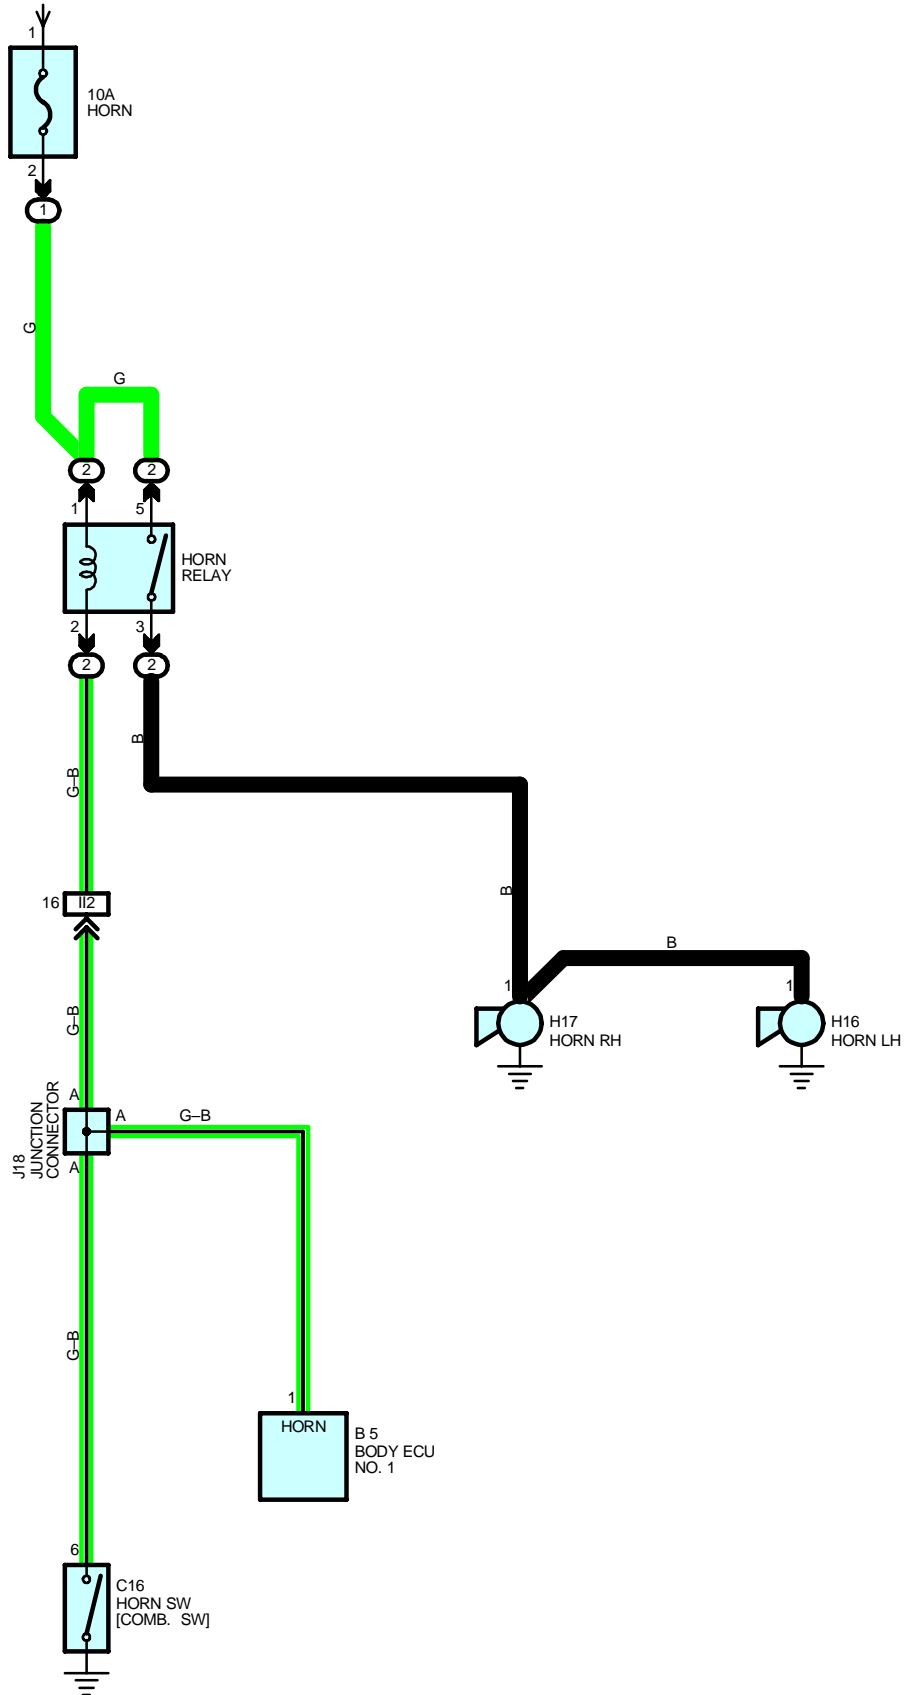 1
10A
HORN
2
1
G
G
2
2
1
5
HORN
RELAY
2
3
2
2
B
G–B
16
II2
B
B
1
1
H17
HORN RH
H16
HORN LH
G–B
A
A
G–B
J18
JUNCTION
CONNECTOR
A
G–B
1
HORN
B 5
BODY ECU
NO. 1
6
C16
HORN SW
[COMB. SW]